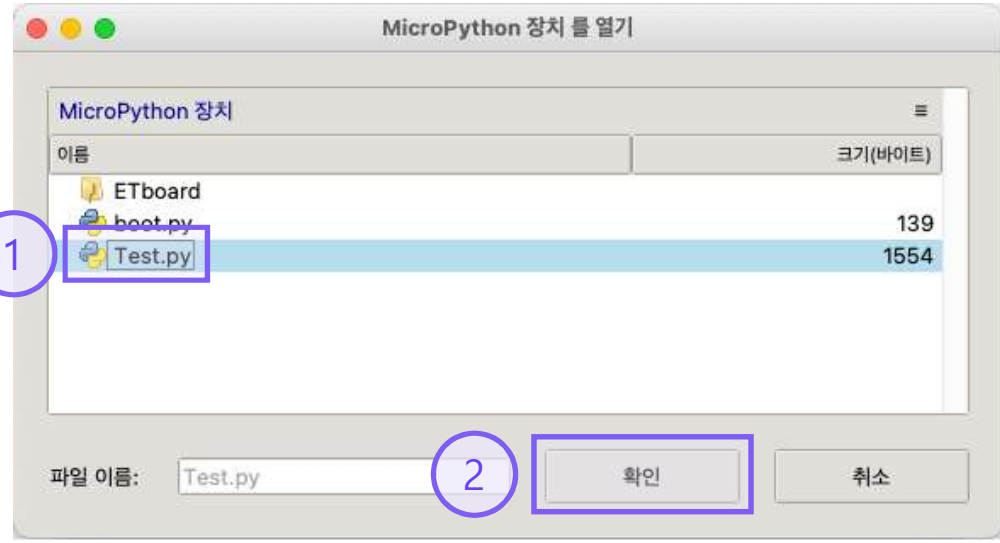 MicroPython 장치 를 열기
MicroPython 장치 ≡
이름 크기(바이트)
ETboard
boot.py 139
1 Test.py 1554
파일 이름: Test.py 2 확인 취소